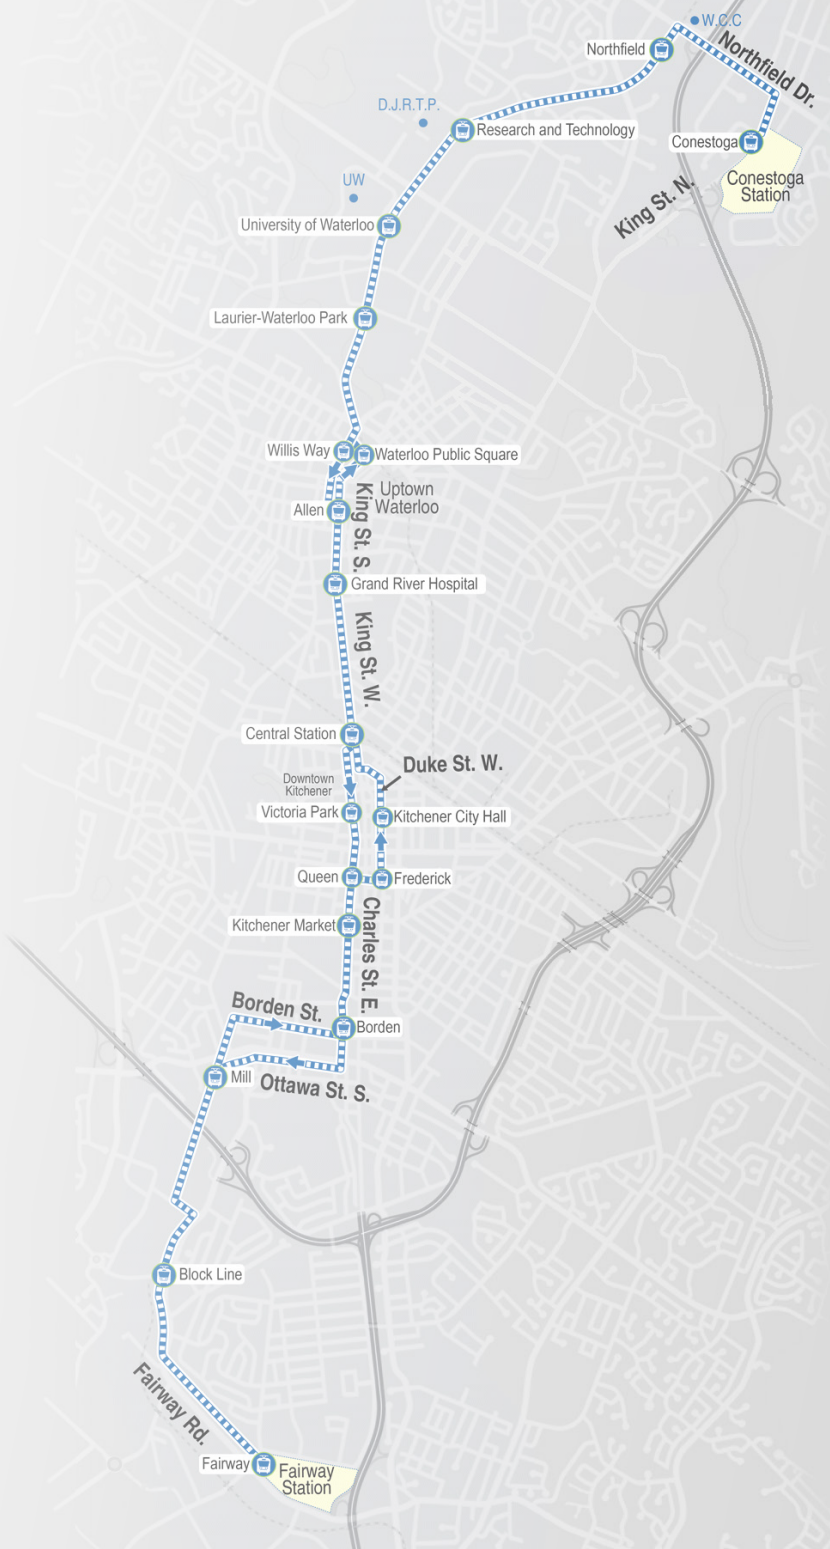 W.C.C
Northfield
Northfield Dr.
D.J.R.T.P.
Research and Technology
Conestoga
Conestoga
Station
UW
King St. N.
University of Waterloo
Laurier-Waterloo Park
Willis Way
Waterloo Public Square
Uptown
Waterloo
King St. S.
Allen
Grand River Hospital
King St. W.
Central Station
Duke St. W.
Downtown
Kitchener
Victoria Park
Kitchener City Hall
Queen
Frederick
Kitchener Market
Charles St. E.
Borden St.
Borden
Mill
Ottawa St. S.
Block Line
Fairway Rd.
Fairway
Fairway
Station